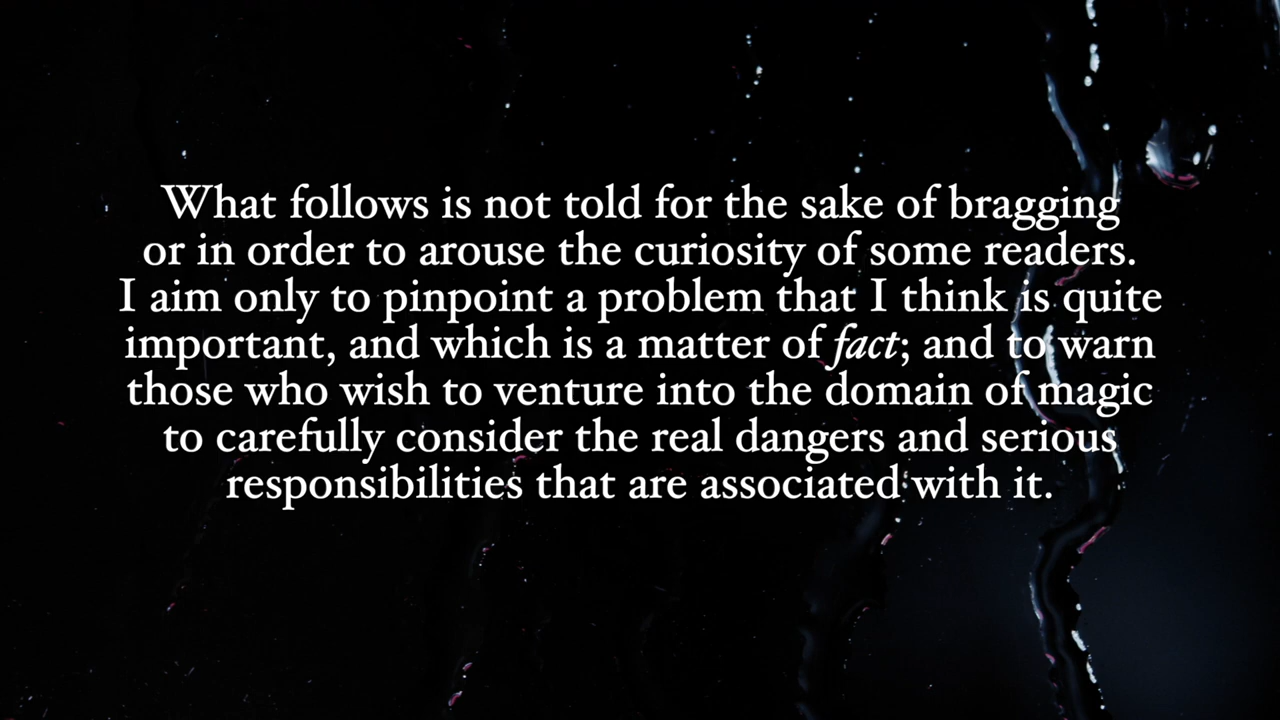 What follows is not told for the sake of bragging
or in order to arouse the curiosity of some readers.
I aim only to pinpoint a problem that I think is quite
important, and which is a matter of fact; and to warn
those who wish to venture into the domain of magic
to carefully consider the real dangers and serious
responsibilities that are associated with it.